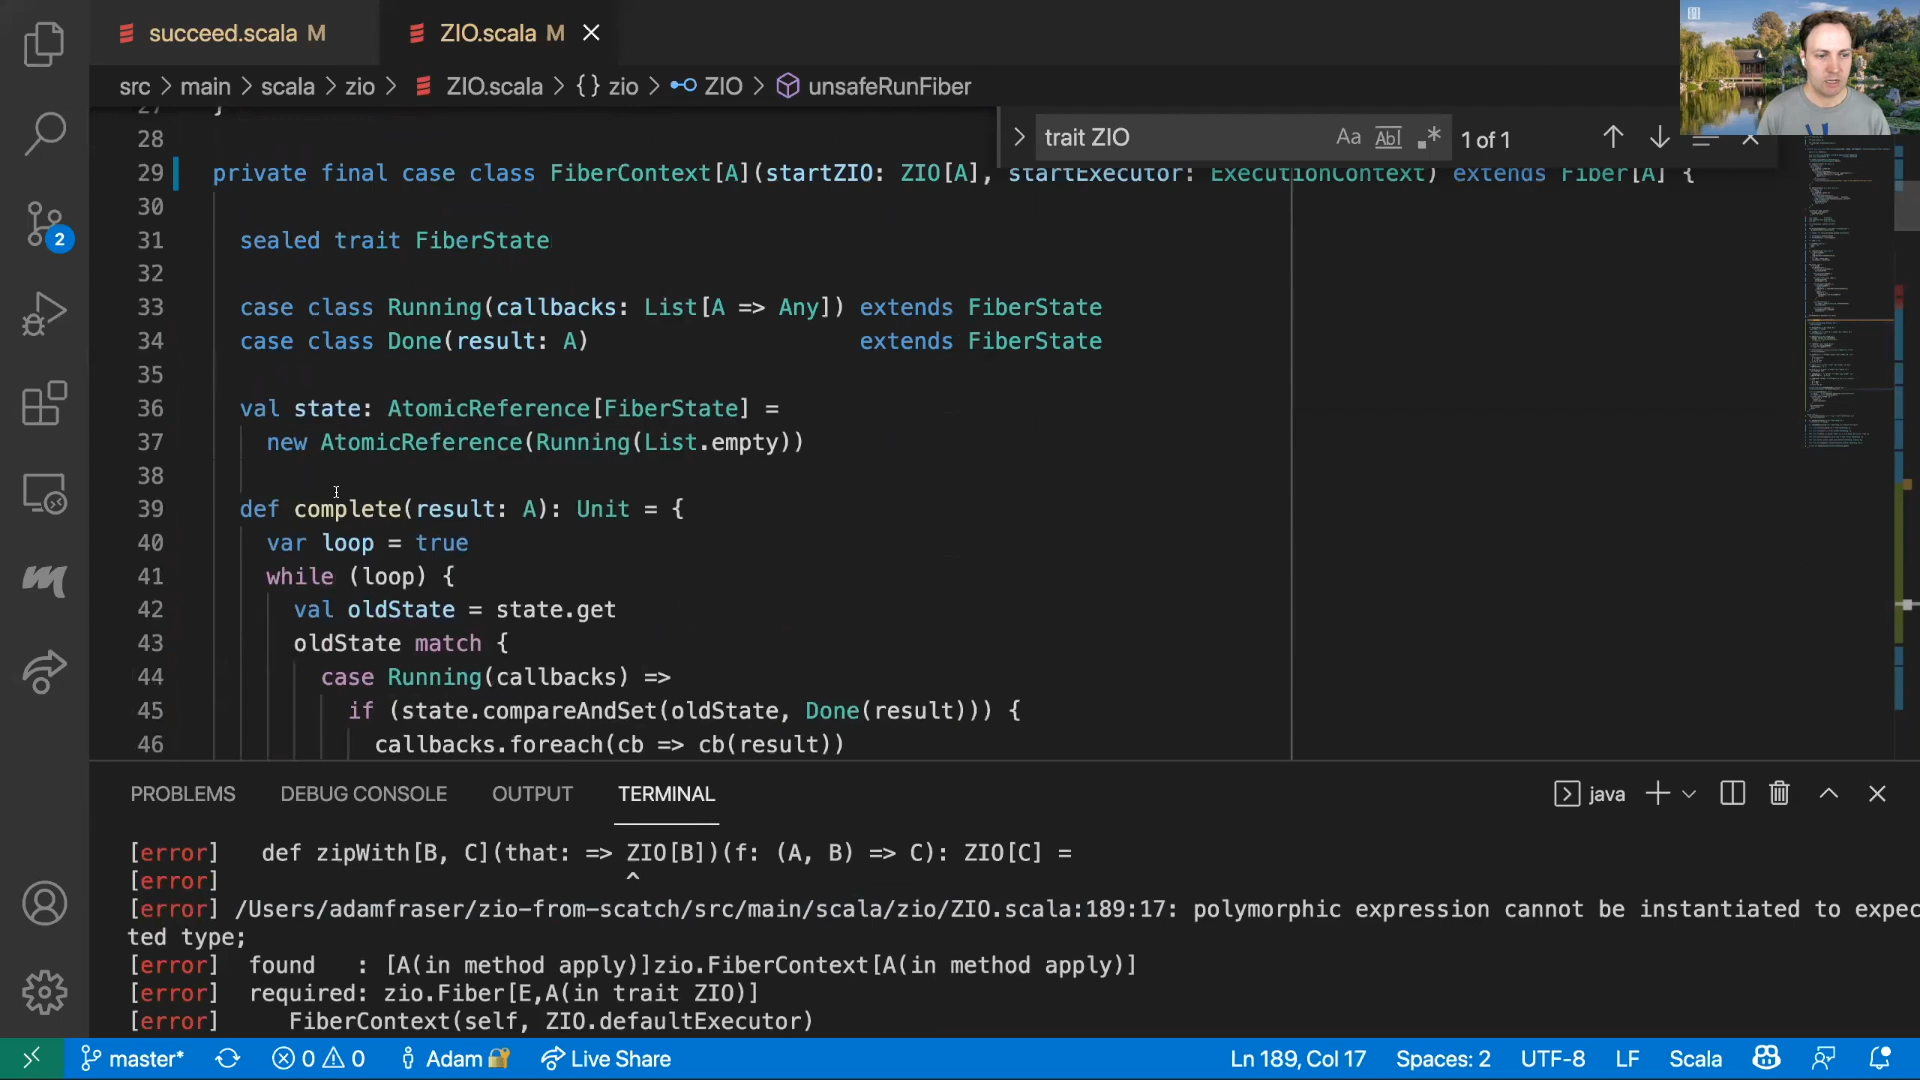 succeed.scala M
ZIO.scala M
src > main > scala > zio > ZIO.scala > {} zio > ZIO > unsafeRunFiber
trait ZIO
Aa Abl .*
1 of 1
27 }
28
29 private final case class FiberContext[A](startZIO: ZIO[A], startExecutor: ExecutionContext) extends Fiber[A] {
30
31 sealed trait FiberState
32
33 case class Running(callbacks: List[A => Any]) extends FiberState
34 case class Done(result: A) extends FiberState
35
36 val state: AtomicReference[FiberState] =
37 new AtomicReference(Running(List.empty))
38
39 def complete(result: A): Unit = {
40 var loop = true
41 while (loop) {
42 val oldState = state.get
43 oldState match {
44 case Running(callbacks) =>
45 if (state.compareAndSet(oldState, Done(result))) {
46 callbacks.foreach(cb => cb(result))
2
PROBLEMS DEBUG CONSOLE OUTPUT TERMINAL
java
[error] def zipWith[B, C](that: => ZIO[B])(f: (A, B) => C): ZIO[C] =
[error] ^
[error] /Users/adamfraser/zio-from-scatch/src/main/scala/zio/ZIO.scala:189:17: polymorphic expression cannot be instantiated to expec
ted type;
[error] found : [A(in method apply)]zio.FiberContext[A(in method apply)]
[error] required: zio.Fiber[E,A(in trait ZIO)]
[error] FiberContext(self, ZIO.defaultExecutor)
master* 0 0 Adam Live Share Ln 189, Col 17 Spaces: 2 UTF-8 LF Scala